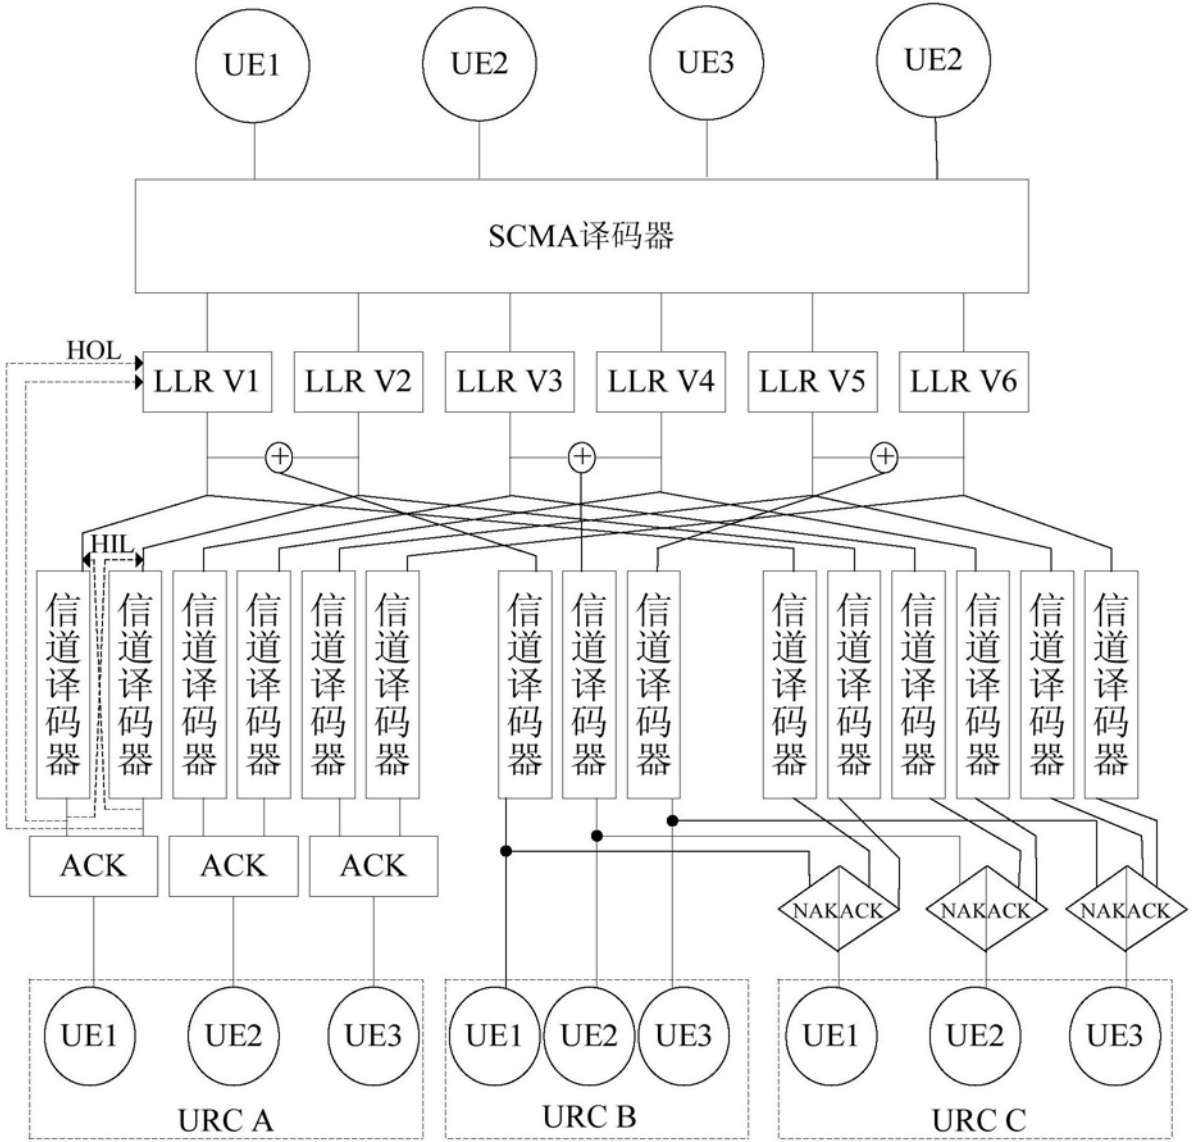 UE1 UE2 UE3 UE2
SCMA译码器
HOL
LLR V1 LLR V2 LLR V3 LLR V4 LLR V5 LLR V6
HIL
信道译码器 信道译码器 信道译码器 信道译码器 信道译码器 信道译码器 信道译码器 信道译码器 信道译码器 信道译码器 信道译码器 信道译码器 信道译码器 信道译码器 信道译码器
ACK ACK ACK
NAK ACK NAK ACK NAK ACK
UE1 UE2 UE3 UE1 UE2 UE3 UE1 UE2 UE3
URC A URC B URC C